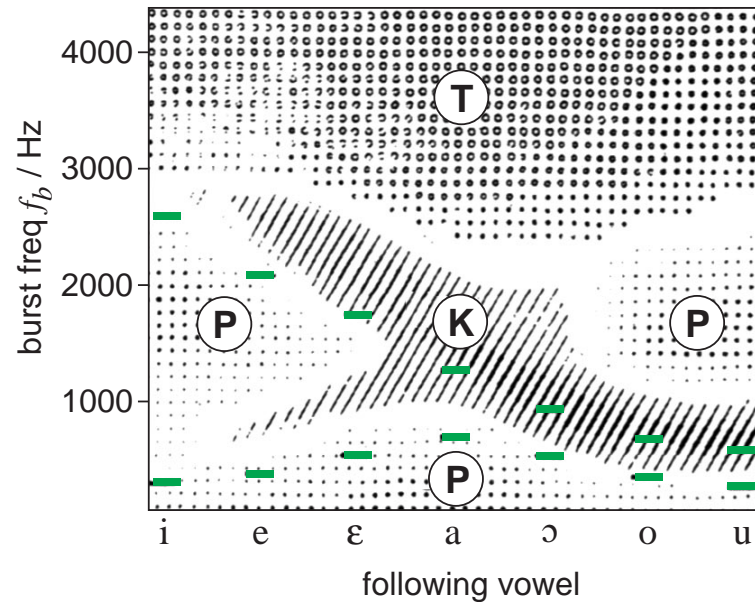 4000
T
3000
2000
P
K
P
1000
P
i e ɛ a ɔ o u
following vowel
burst freq f_b / Hz